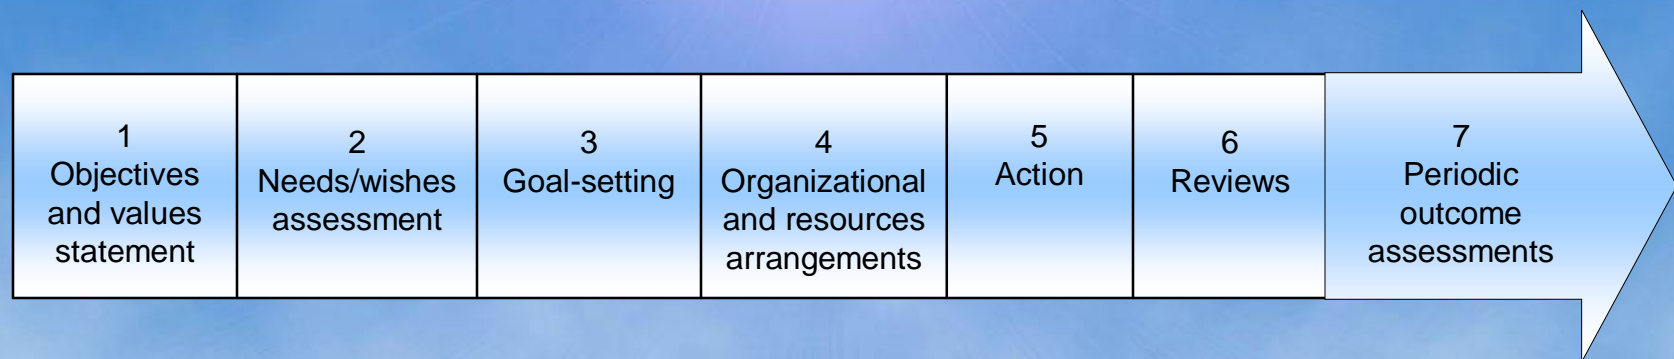 1
Objectives
and values
statement
2
Needs/wishes
assessment
3
Goal-setting
4
Organizational
and resources
arrangements
5
Action
6
Reviews
7
Periodic
outcome
assessments